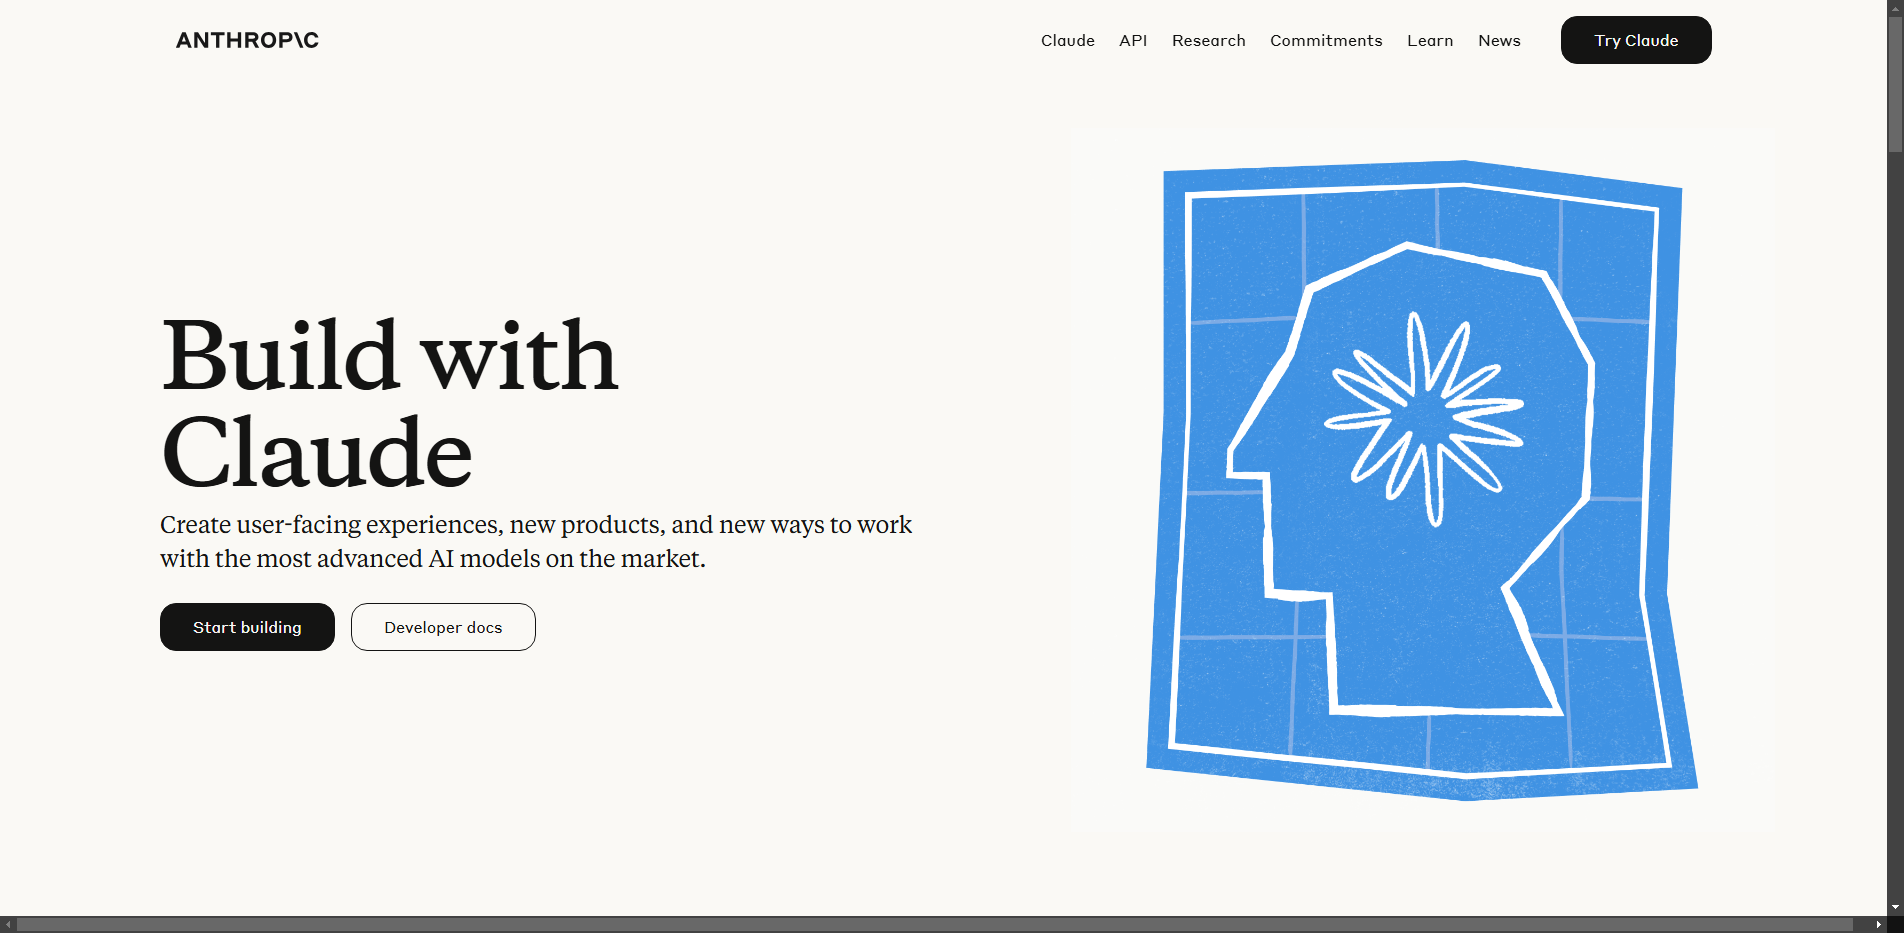 ANTHROP\C
Claude API Research Commitments Learn News Try Claude
Build with
Claude
Create user-facing experiences, new products, and new ways to work
with the most advanced AI models on the market.
Start building Developer docs